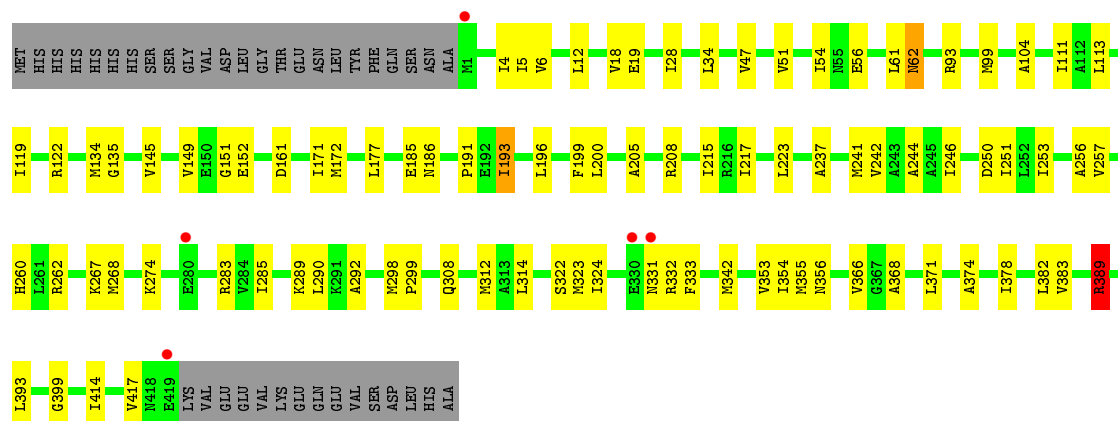 MET HIS HIS HIS HIS HIS HIS SER SER GLY VAL ASP LEU GLY THR GLU ASN LEU TYR PHE GLN SER ASN ALA M1 I4 I5 V6 L12 V18 E19 I28 L34 V47 V51 I54 N55 E56 L61 N62 R93 M99 A104 I111 A112 L113
I119 R122 M134 G135 V145 V149 E150 G151 E152 D161 I171 M172 L177 E185 N186 P191 E192 I193 L196 F199 L200 A205 R208 I215 R216 I217 L223 A237 M241 V242 A243 A244 A245 I246 D250 I251 L252 I253 A256 V257
H260 L261 R262 K267 M268 K274 E280 R283 V284 I285 K289 L290 K291 A292 M298 P299 Q308 M312 A313 L314 S322 M323 I324 E330 N331 R332 F333 M342 V353 I354 M355 N356 V366 G367 A368 L371 A374 I378 L382 V383 R389
L393 G399 I414 V417 N418 E419 LYS VAL GLU GLU VAL LYS GLU GLN GLU VAL SER ASP LEU HIS ALA